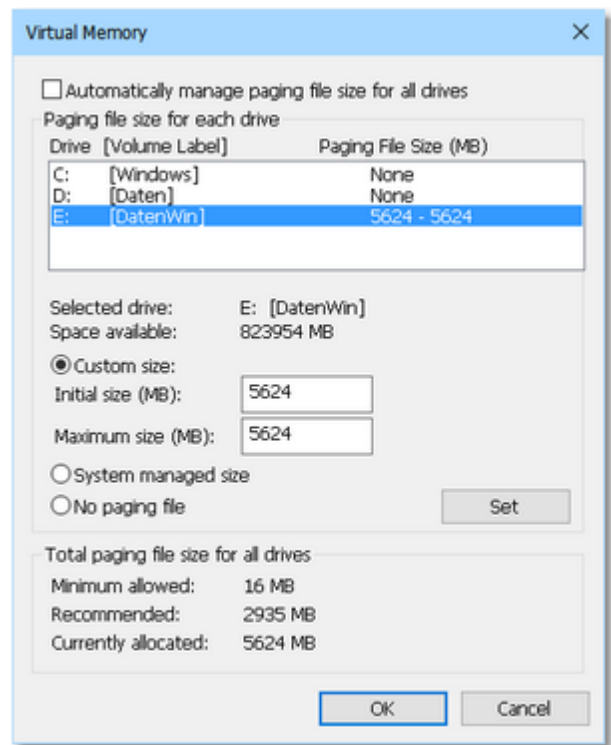 Virtual Memory
Automatically manage paging file size for all drives
Paging file size for each drive
Drive [Volume Label] Paging File Size (MB)
C: [Windows] None
D: [Daten] None
E: [DatenWin] 5624 - 5624
Selected drive: E: [DatenWin]
Space available: 823954 MB
Custom size:
Initial size (MB): 5624
Maximum size (MB): 5624
System managed size
No paging file Set
Total paging file size for all drives
Minimum allowed: 16 MB
Recommended: 2935 MB
Currently allocated: 5624 MB
OK Cancel